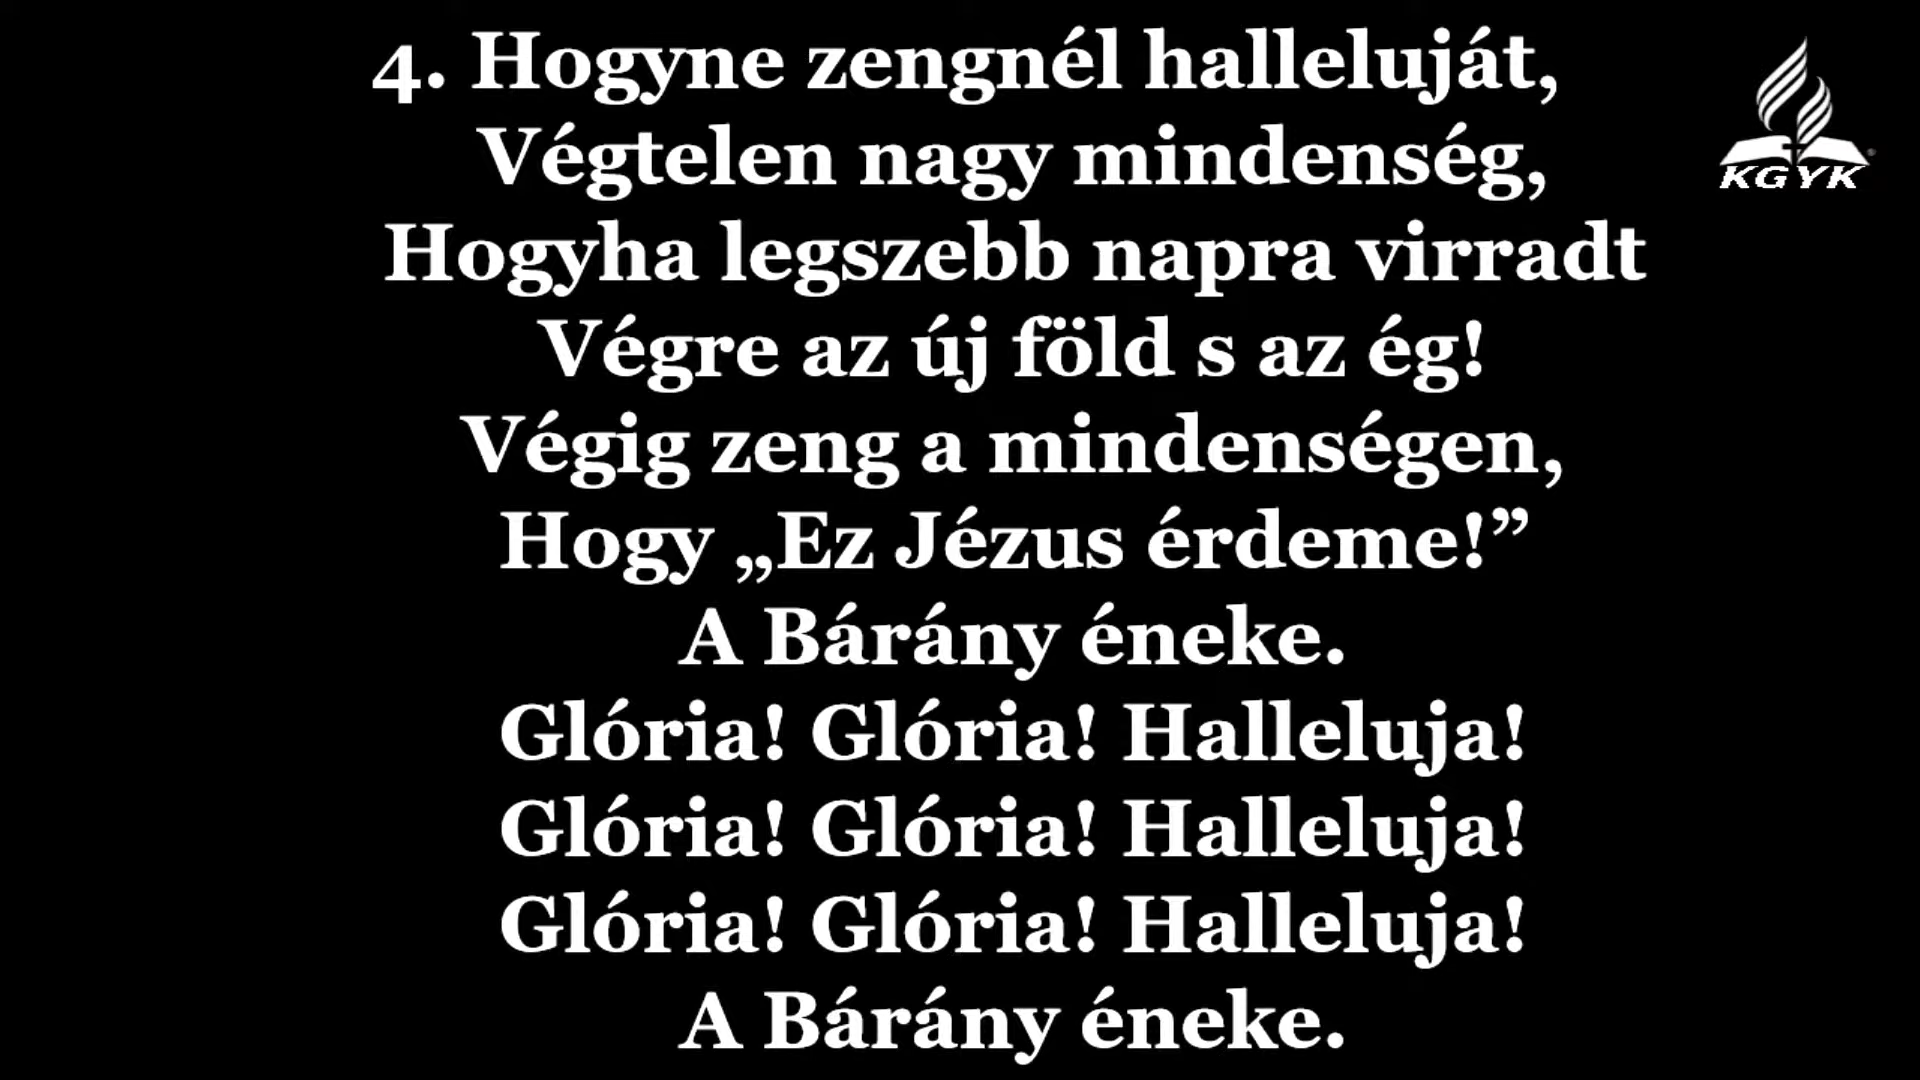 4. Hogyne zengnél halleluját,
Végtelen nagy mindenség,
Hogyha legszebb napra virradt
Végre az új föld s az ég!
Végig zeng a mindenségen,
Hogy „Ez Jézus érdeme!”
A Bárány éneke.
Glória! Glória! Halleluja!
Glória! Glória! Halleluja!
Glória! Glória! Halleluja!
A Bárány éneke.
KGYK